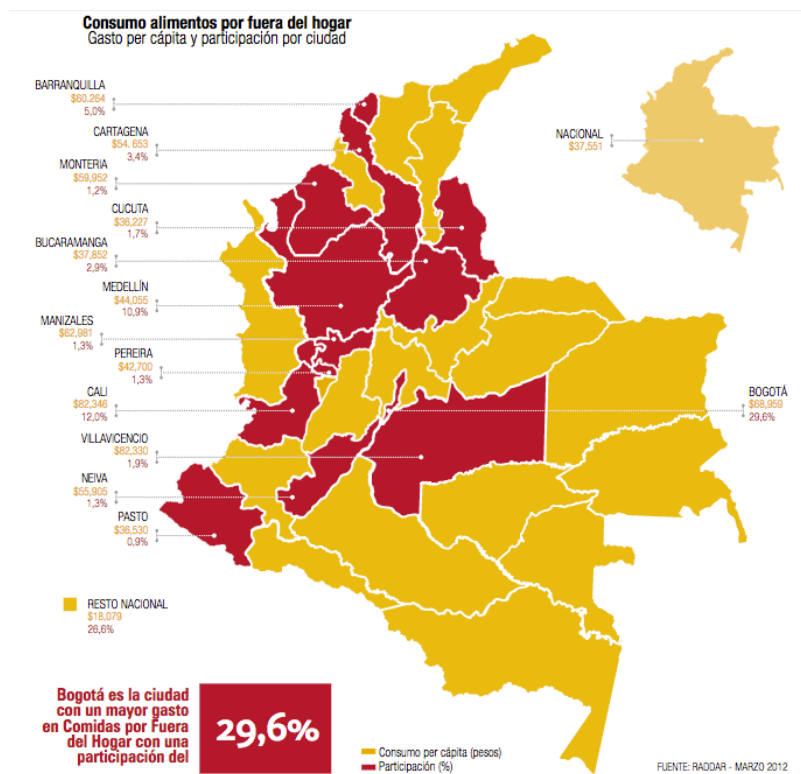 Consumo alimentos por fuera del hogar
Gasto per cápita y participación por ciudad
BARRANQUILLA
$60.264
5,0%
CARTAGENA
$54. 653
3,4%
MONTERIA
$59,952
1,2%
CUCUTA
$36,227
1,7%
BUCARAMANGA
$37,852
2,9%
MEDELLÍN
$44,055
10,9%
MANIZALES
$62,981
1,3%
PEREIRA
$42,700
1,3%
CALI
$82,346
12,0%
VILLAVICENCIO
$82,330
1,9%
NEIVA
$55,905
1,3%
PASTO
$36,530
0,9%
NACIONAL
$37,551
BOGOTÁ
$68,959
29,6%
RESTO NACIONAL
$18,079
26,6%
Bogotá es la ciudad
con un mayor gasto
en Comidas por Fuera
del Hogar con una
participación del
29,6%
Consumo per cápita (pesos)
Participación (%)
FUENTE: RADDAR - MARZO 2012